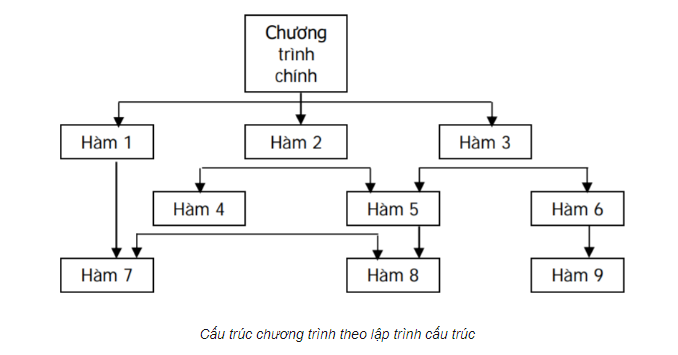 Chương
trình
chính
Hàm 1
Hàm 2
Hàm 3
Hàm 4
Hàm 5
Hàm 6
Hàm 7
Hàm 8
Hàm 9
Cấu trúc chương trình theo lập trình cấu trúc